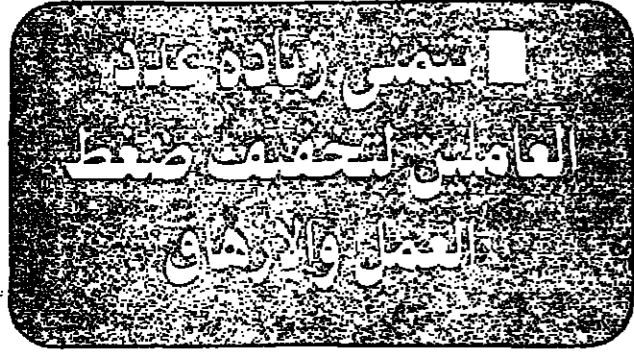 ■ نتمنى زيادة عدد
العاملين لتخفيف ضغط
العمل والارهاق